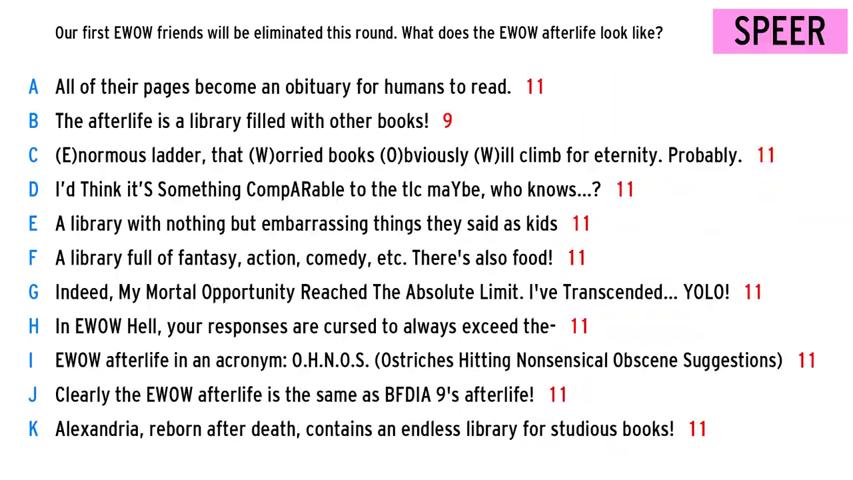 Our first EWOW friends will be eliminated this round. What does the EWOW afterlife look like?
SPEER
A All of their pages become an obituary for humans to read. 11
B The afterlife is a library filled with other books! 9
C (E)normous ladder, that (W)orried books (O)bviously (W)ill climb for eternity. Probably. 11
D I'd Think it'S Something CompARable to the tlc maYbe, who knows...? 11
E A library with nothing but embarrassing things they said as kids 11
F A library full of fantasy, action, comedy, etc. There's also food! 11
G Indeed, My Mortal Opportunity Reached The Absolute Limit. I've Transcended... YOLO! 11
H In EWOW Hell, your responses are cursed to always exceed the- 11
I EWOW afterlife in an acronym: O.H.N.O.S. (Ostriches Hitting Nonsensical Obscene Suggestions) 11
J Clearly the EWOW afterlife is the same as BFDIA 9's afterlife! 11
K Alexandria, reborn after death, contains an endless library for studious books! 11